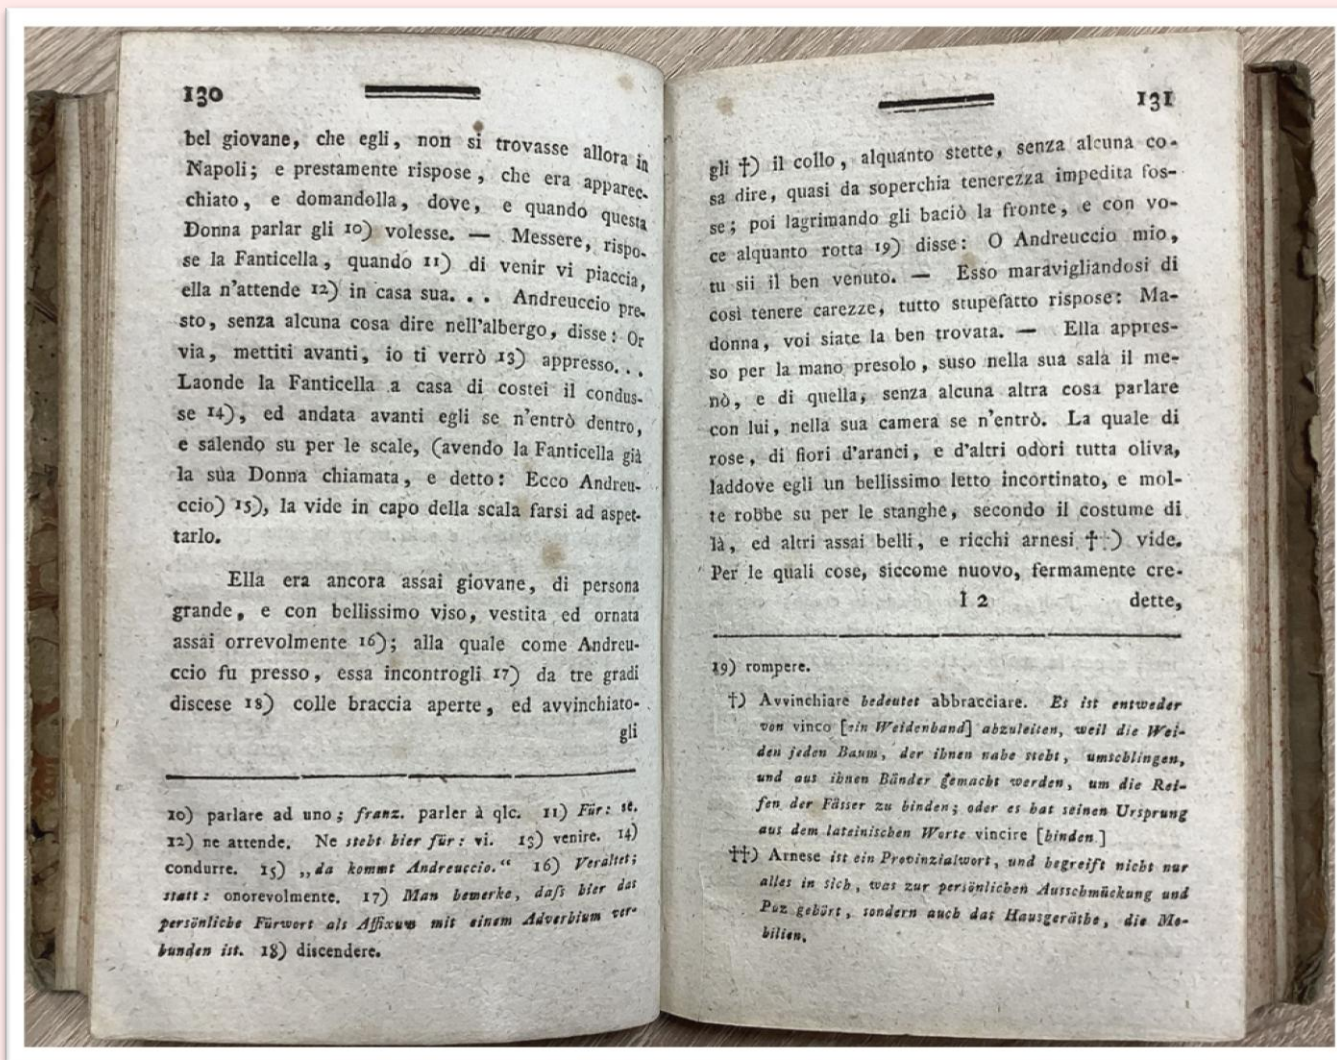 130
bel giovane, che egli, non si trovasse allora in
Napoli; e prestamente rispose, che era apparec-
chiato, e domandolla, dove, e quando questa
Donna parlar gli 10) volesse. — Messere, rispo-
se la Fanticella, quando 11) di venir vi piaccia,
ella n'attende 12) in casa sua. . . Andreuccio pre-
sto, senza alcuna cosa dire nell'albergo, disse: Or
via, mettiti avanti, io ti verrò 13) appresso. . .
Laonde la Fanticella a casa di costei il condus-
se 14), ed andata avanti egli se n'entrò dentro,
e salendo su per le scale, (avendo la Fanticella già
la sua Donna chiamata, e detto: Ecco Andreu-
ccio) 15), la vide in capo della scala farsi ad aspet-
tarlo.
Ella era ancora assai giovane, di persona
grande, e con bellissimo viso, vestita ed ornata
assai orrevolmente 16); alla quale come Andreu-
ccio fu presso, essa incontrogli 17) da tre gradi
discese 18) colle braccia aperte, ed avvinchiato-
gli
10) parlare ad uno; franz. parler à qlc. 11) Für: se.
12) ne attende. Ne steht hier für: vi. 13) venire. 14)
condurre. 15) „da kommt Andreuccio.“ 16) Veraltet;
statt: onorevolmente. 17) Man bemerke, daſs hier das
persönliche Fürwort als Affixum mit einem Adverbium ver-
bunden ist. 18) discendere.
131
gli †) il collo, alquanto stette, senza alcuna co-
sa dire, quasi da soperchia tenerezza impedita fos-
se; poi lagrimando gli baciò la fronte, e con vo-
ce alquanto rotta 19) disse: O Andreuccio mio,
tu sii il ben venuto. — Esso maravigliandosi di
così tenere carezze, tutto stupefatto rispose: Ma-
donna, voi siate la ben trovata. — Ella appres-
so per la mano presolo, suso nella sua sala il me-
nò, e di quella, senza alcuna altra cosa parlare
con lui, nella sua camera se n'entrò. La quale di
rose, di fiori d'aranci, e d'altri odori tutta oliva,
laddove egli un bellissimo letto incortinato, e mol-
te robbe su per le stanghe, secondo il costume di
là, ed altri assai belli, e ricchi arnesi ††) vide.
Per le quali cose, siccome nuovo, fermamente cre-
I 2 dette,
19) rompere.
†) Avvinchiare bedeutet abbracciare. Es ist entweder
von vinco [ein Weidenband] abzuleiten, weil die Wei-
den jeden Baum, der ihnen nahe steht, umschlingen,
und aus ihnen Bänder gemacht werden, um die Rei-
fen der Fässer zu binden; oder es hat seinen Ursprung
aus dem lateinischen Worte vincire [binden.]
††) Arnese ist ein Provinzialwort, und begreift nicht nur
alles in sich, was zur persönlichen Ausschmückung und
Puz gehört, sondern auch das Hausgeräthe, die Mo-
bilien.